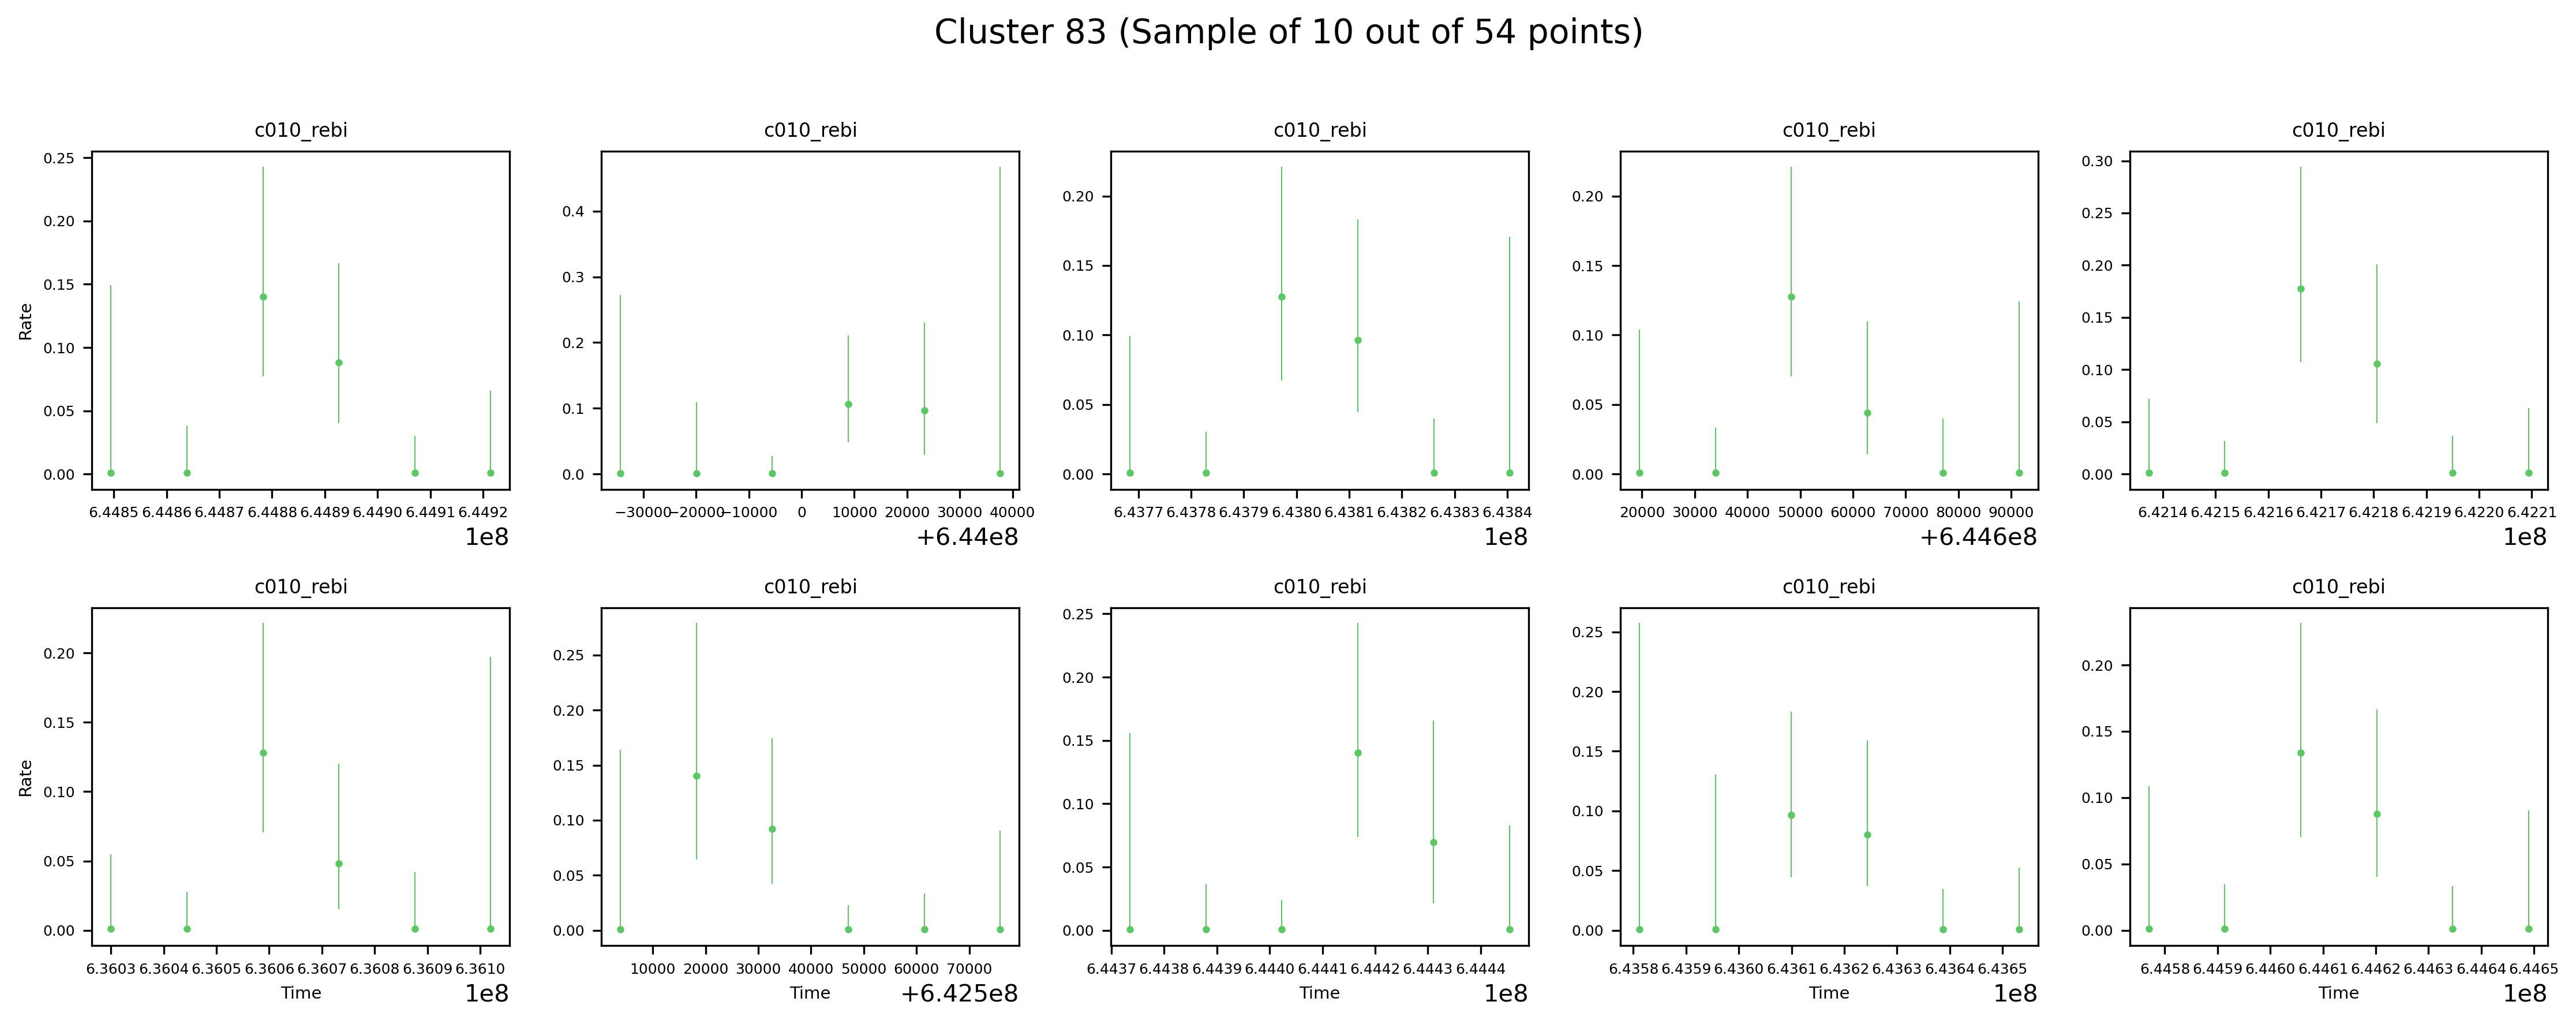 Cluster 83 (Sample of 10 out of 54 points)
c010_rebi c010_rebi c010_rebi c010_rebi c010_rebi
Rate
0.25
0.20
0.15
0.10
0.05
0.00
6.4485 6.4486 6.4487 6.4488 6.4489 6.4490 6.4491 6.4492
1e8
0.4
0.3
0.2
0.1
0.0
−30000 −20000 −10000 0 10000 20000 30000 40000
+6.44e8
0.20
0.15
0.10
0.05
0.00
6.4377 6.4378 6.4379 6.4380 6.4381 6.4382 6.4383 6.4384
1e8
0.20
0.15
0.10
0.05
0.00
20000 30000 40000 50000 60000 70000 80000 90000
+6.446e8
0.30
0.25
0.20
0.15
0.10
0.05
0.00
6.4214 6.4215 6.4216 6.4217 6.4218 6.4219 6.4220 6.4221
1e8
c010_rebi c010_rebi c010_rebi c010_rebi c010_rebi
Rate
0.20
0.15
0.10
0.05
0.00
6.3603 6.3604 6.3605 6.3606 6.3607 6.3608 6.3609 6.3610
Time 1e8
0.25
0.20
0.15
0.10
0.05
0.00
10000 20000 30000 40000 50000 60000 70000
Time +6.425e8
0.25
0.20
0.15
0.10
0.05
0.00
6.4437 6.4438 6.4439 6.4440 6.4441 6.4442 6.4443 6.4444
Time 1e8
0.25
0.20
0.15
0.10
0.05
0.00
6.4358 6.4359 6.4360 6.4361 6.4362 6.4363 6.4364 6.4365
Time 1e8
0.20
0.15
0.10
0.05
0.00
6.4458 6.4459 6.4460 6.4461 6.4462 6.4463 6.4464 6.4465
Time 1e8